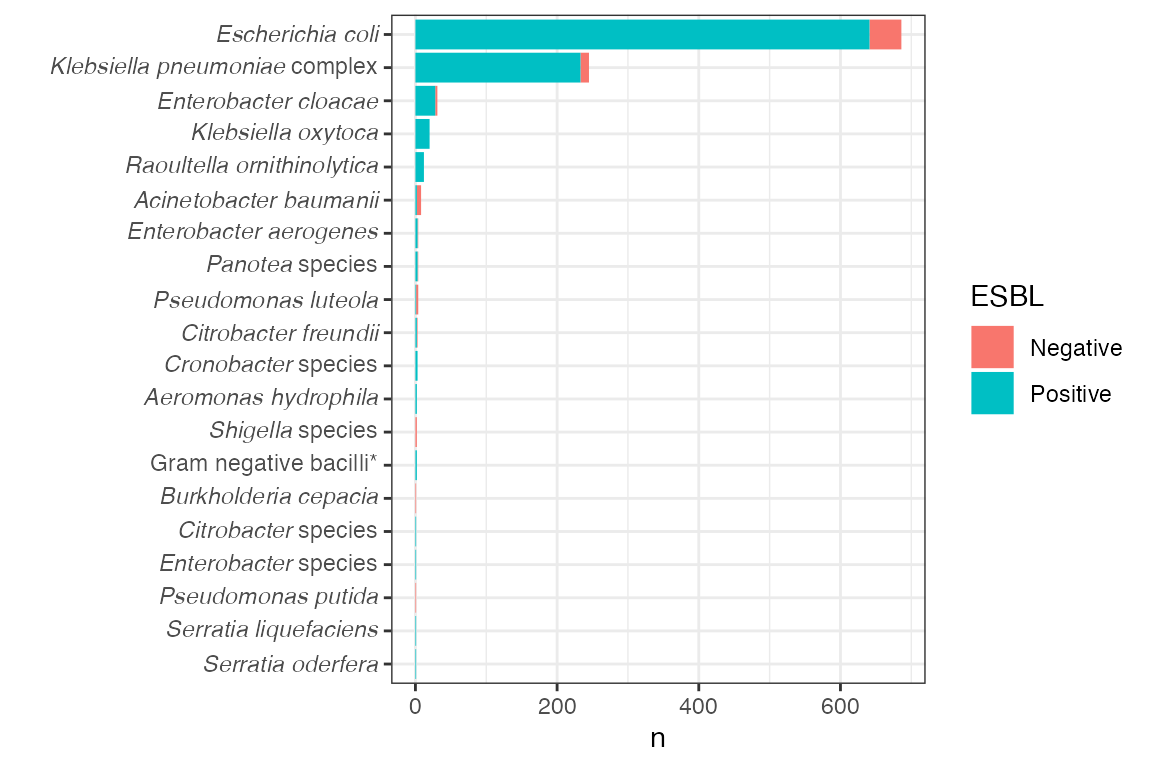 Escherichia coli
Klebsiella pneumoniae complex
Enterobacter cloacae
Klebsiella oxytoca
Raoultella ornithinolytica
Acinetobacter baumanii
Enterobacter aerogenes
Panotea species
Pseudomonas luteola
Citrobacter freundii
Cronobacter species
Aeromonas hydrophila
Shigella species
Gram negative bacilli*
Burkholderia cepacia
Citrobacter species
Enterobacter species
Pseudomonas putida
Serratia liquefaciens
Serratia oderfera
0 200 400 600
n
ESBL
Negative
Positive